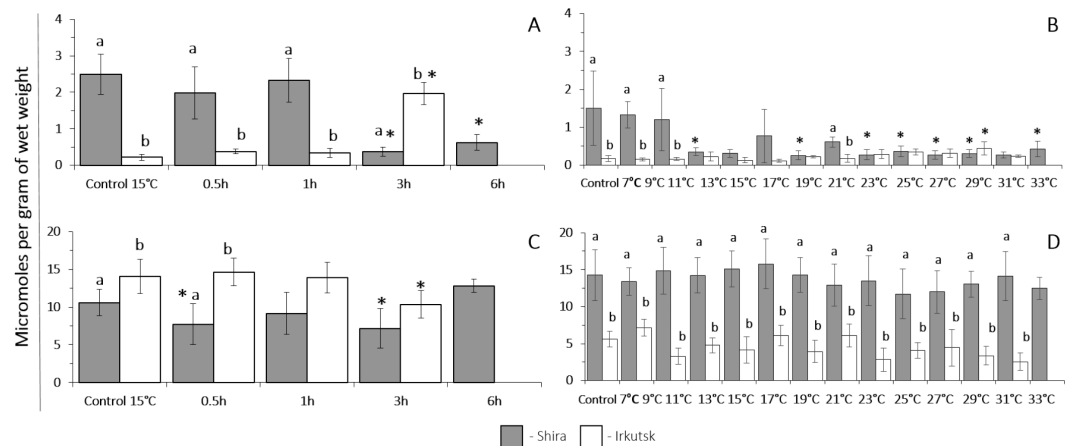 Micromoles per gram of wet weight
A
4
3
2
1
0
a b a b a b a * b * *
Control 15°C 0.5h 1h 3h 6h
B
4
3
2
1
0
a b a b a b * * a b * * * * * *
Control 7°C 9°C 11°C 13°C 15°C 17°C 19°C 21°C 23°C 25°C 27°C 29°C 31°C 33°C
C
20
15
10
5
0
a b * a b * *
Control 15°C 0.5h 1h 3h 6h
D
20
15
10
5
0
a b a b a b a b a b a b a b a b a b a b a b a b a b
Control 7°C 9°C 11°C 13°C 15°C 17°C 19°C 21°C 23°C 25°C 27°C 29°C 31°C 33°C
- Shira - Irkutsk